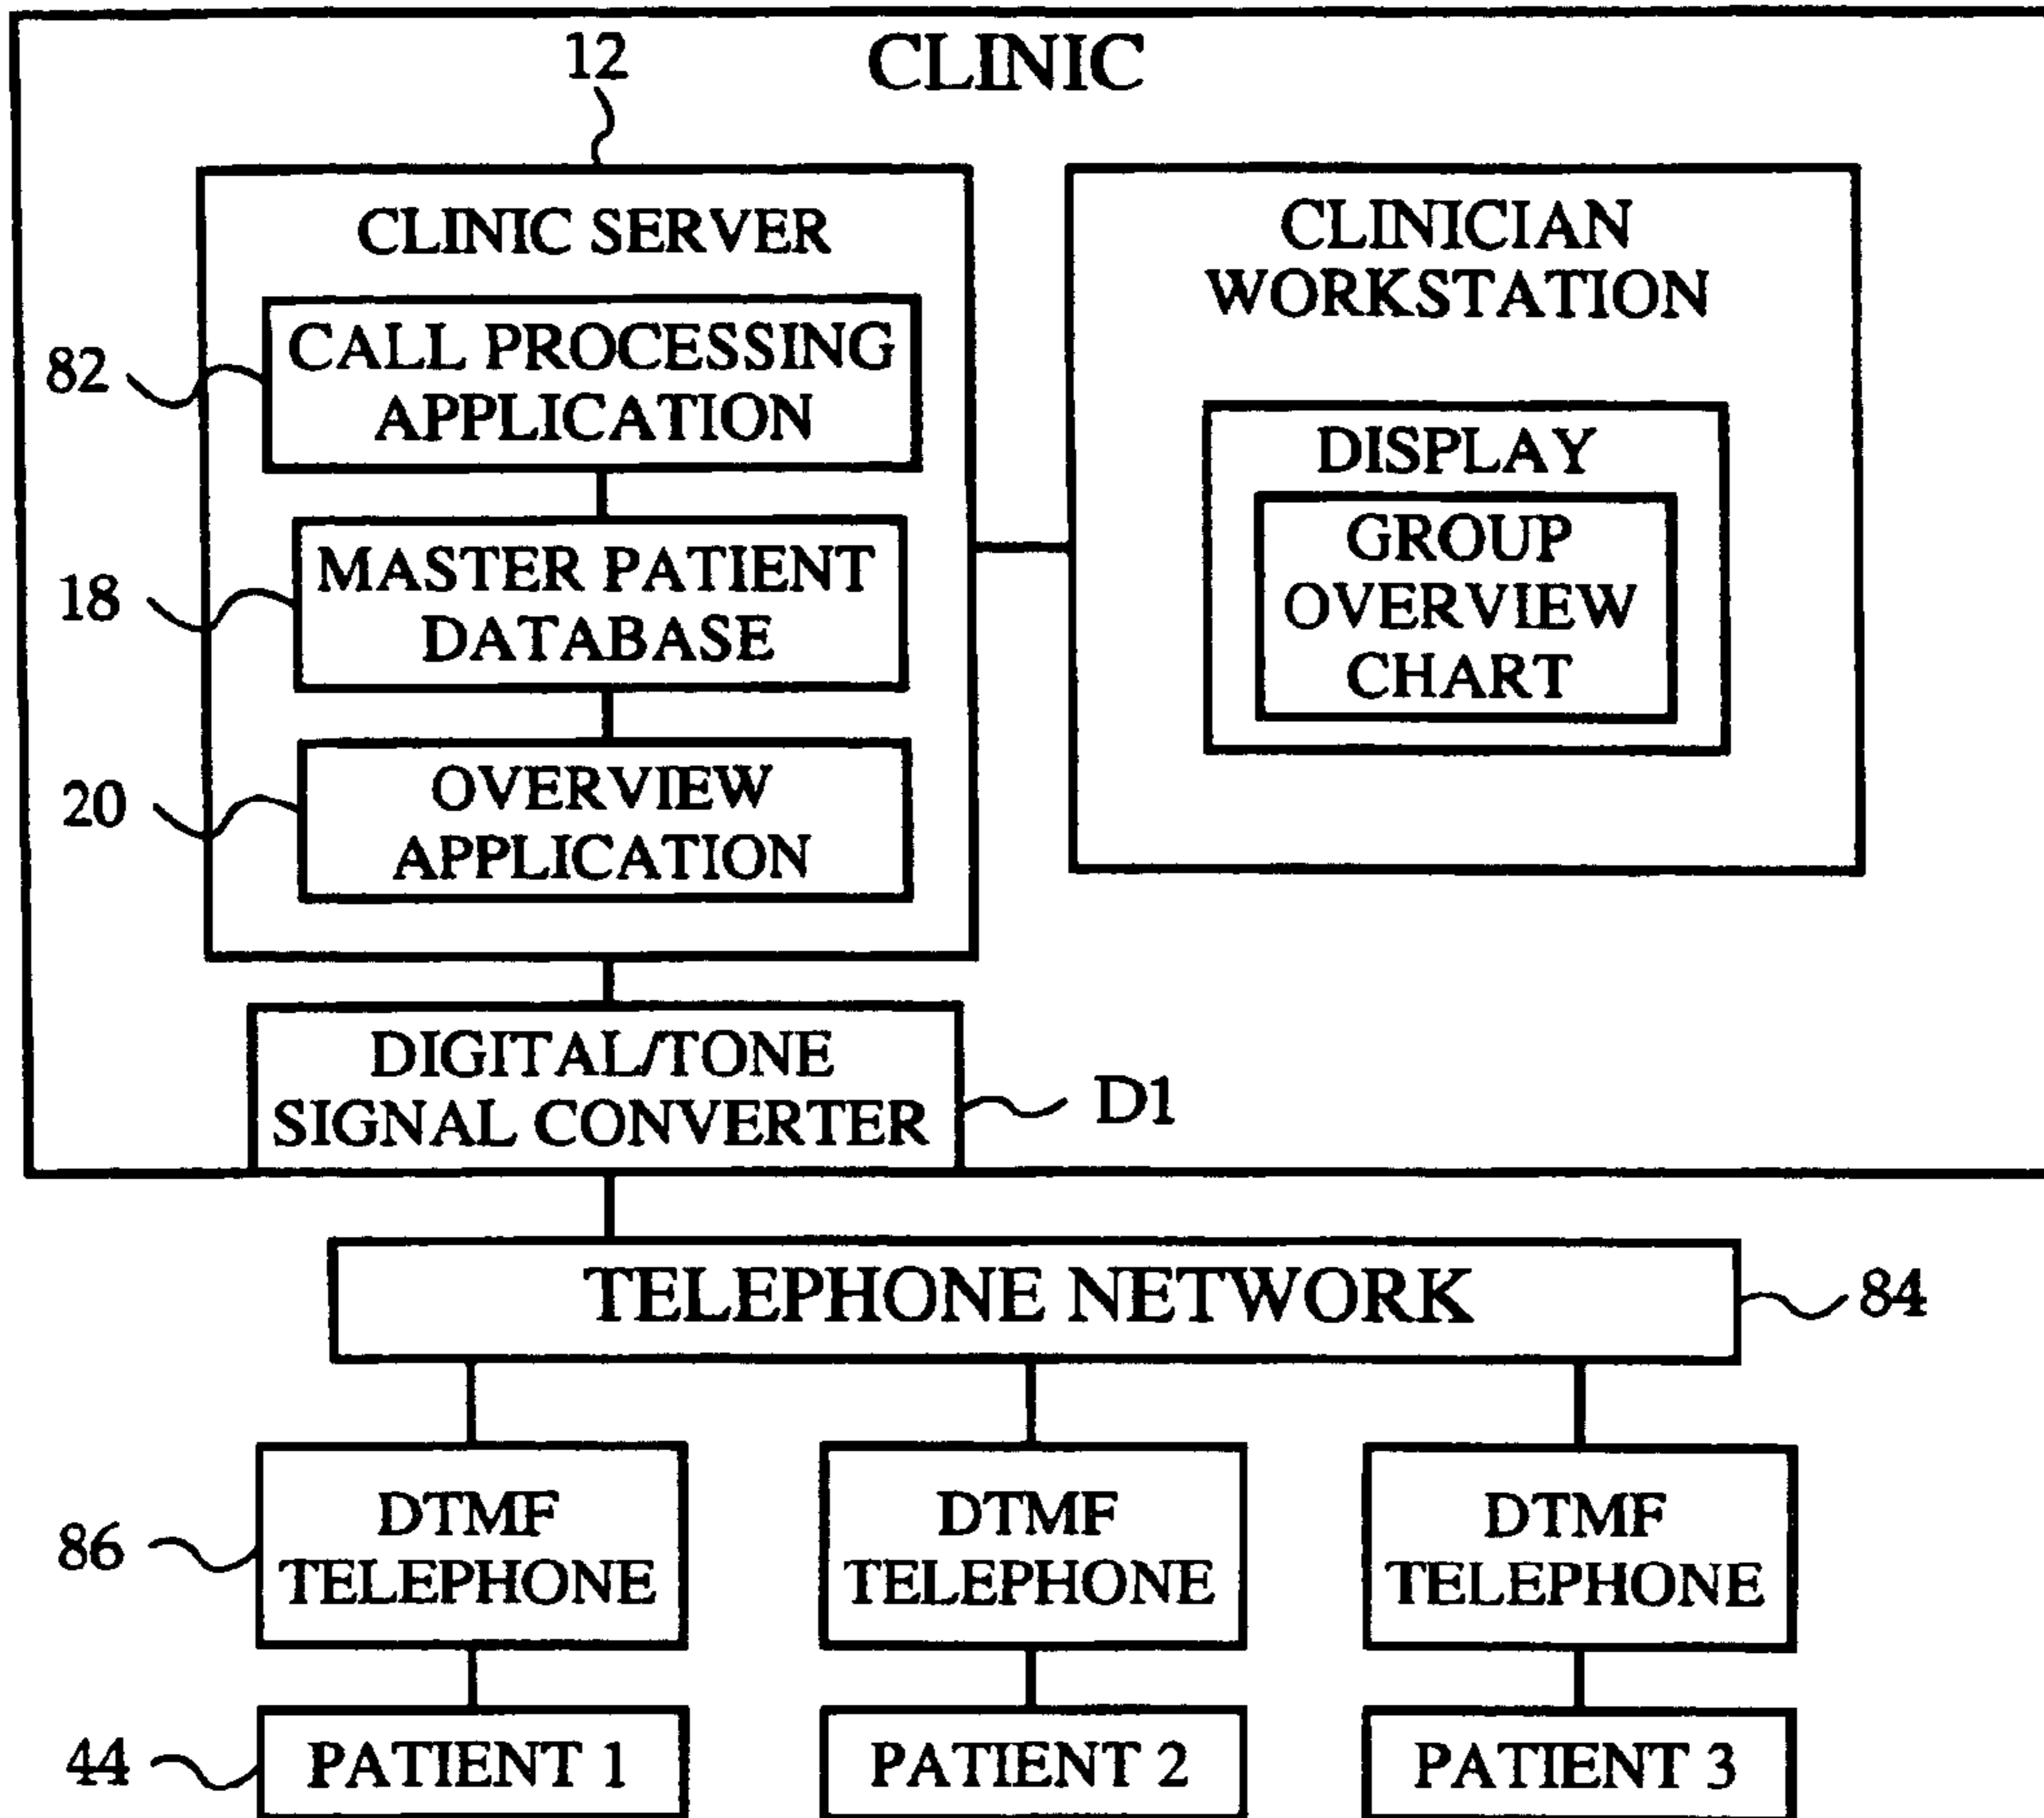 CLINIC
12
CLINIC SERVER
CALL PROCESSING
APPLICATION
82
MASTER PATIENT
DATABASE
18
OVERVIEW
APPLICATION
20
CLINICIAN
WORKSTATION
DISPLAY
GROUP
OVERVIEW
CHART
DIGITAL/TONE
SIGNAL CONVERTER
D1
TELEPHONE NETWORK
84
DTMF
TELEPHONE
86
DTMF
TELEPHONE
DTMF
TELEPHONE
44
PATIENT 1
PATIENT 2
PATIENT 3